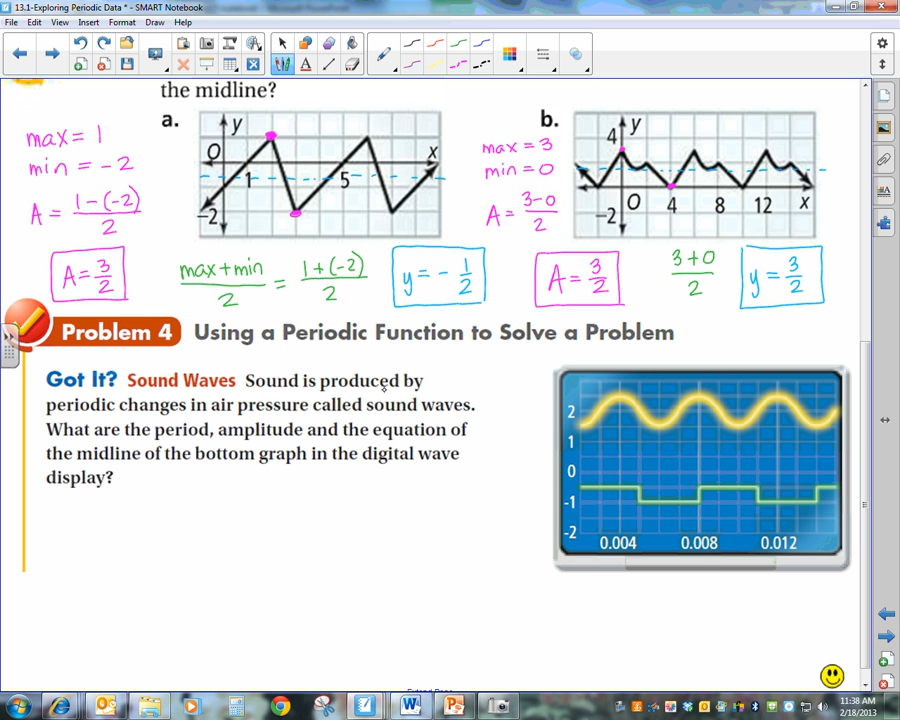 13.1-Exploring Periodic Data * - SMART Notebook
File Edit View Insert Format Draw Help
the midline?
a.
y
O
x
1
5
-2
max = 1
min = -2
A = 1-(-2)
2
A = 3
2
max+min = 1+(-2)
2 2
y = - 1
2
b.
4
y
O
4 8 12 x
-2
max = 3
min = 0
A = 3-0
2
A = 3
2
3+0
2
y = 3
2
Problem 4 Using a Periodic Function to Solve a Problem
Got It? Sound Waves Sound is produced by
periodic changes in air pressure called sound waves.
What are the period, amplitude and the equation of
the midline of the bottom graph in the digital wave
display?
2
1
0
-1
-2
0.004 0.008 0.012
11:38 AM
2/18/2013